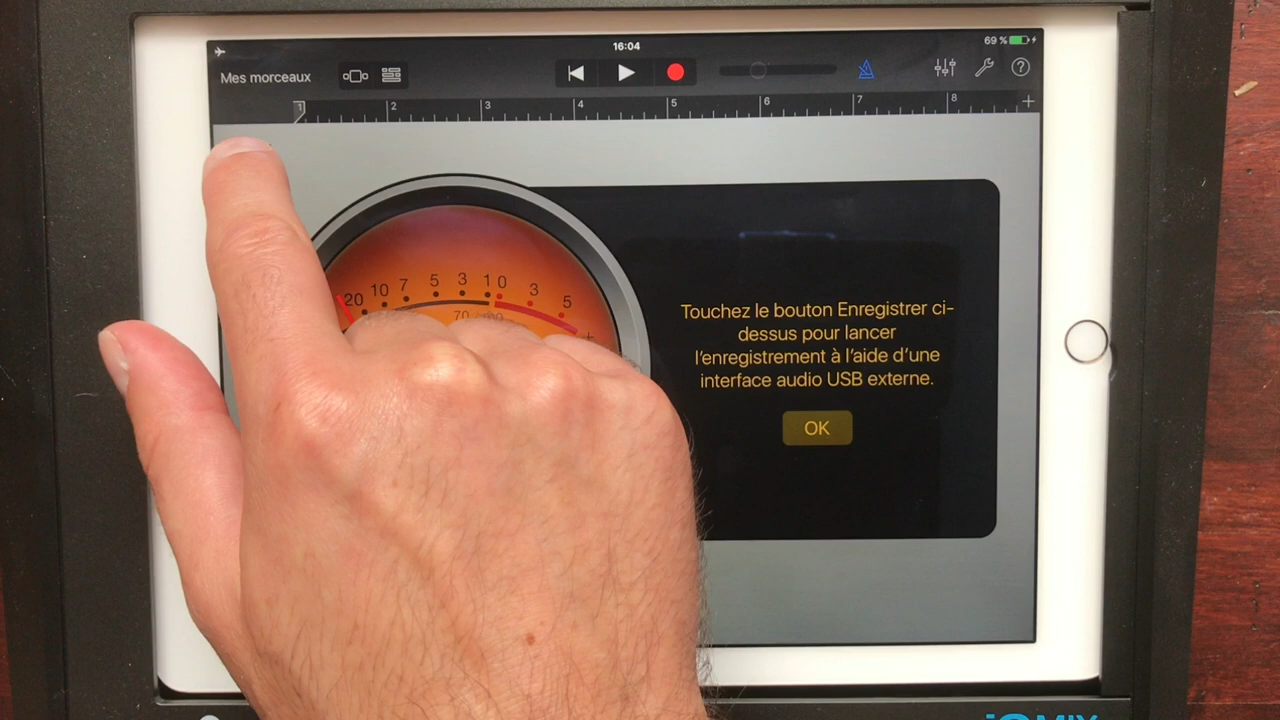 16:04
69 %
Mes morceaux
1 2 3 4 5 6 7 8
20 10 7 5 3 1 0 3 5
70
Touchez le bouton Enregistrer ci-
dessus pour lancer
l'enregistrement à l'aide d'une
interface audio USB externe.
OK